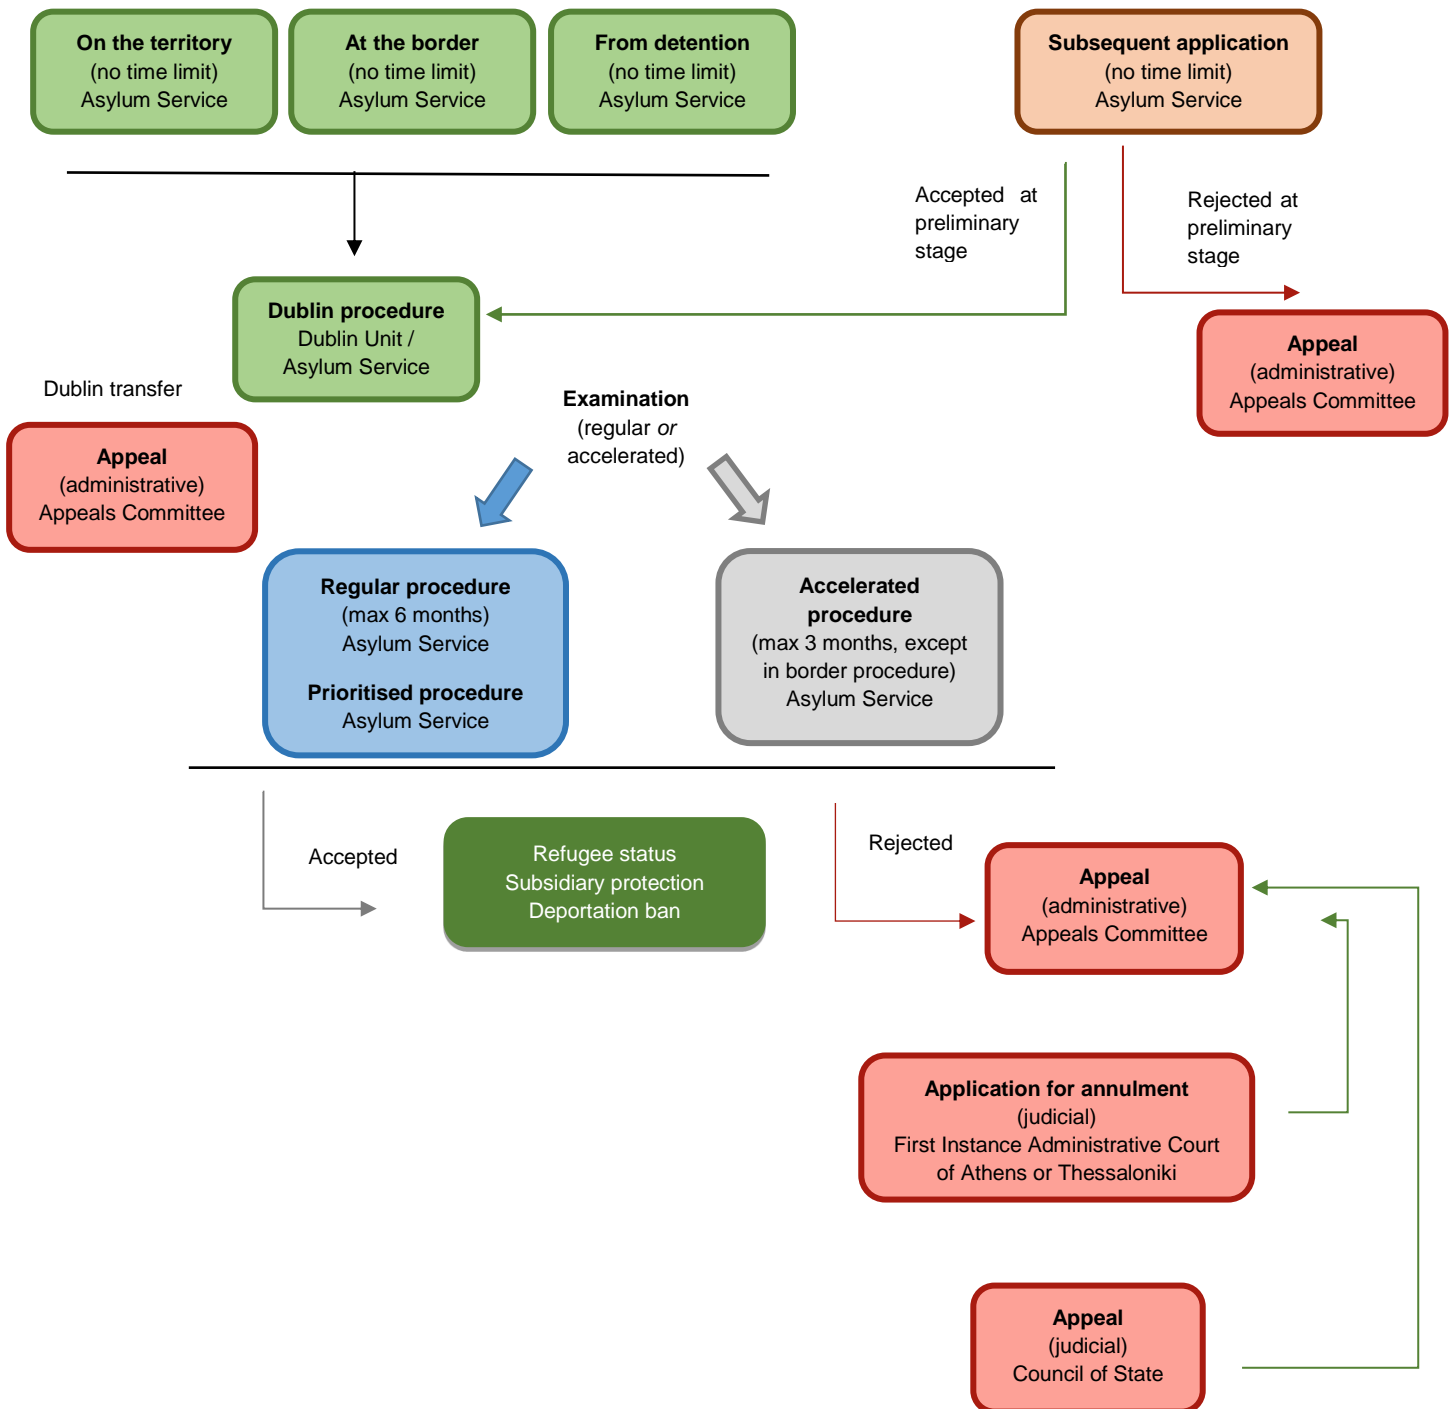 On the territory
(no time limit)
Asylum Service
At the border
(no time limit)
Asylum Service
From detention
(no time limit)
Asylum Service
Subsequent application
(no time limit)
Asylum Service
Accepted at
preliminary
stage
Rejected at
preliminary
stage
Dublin procedure
Dublin Unit /
Asylum Service
Appeal
(administrative)
Appeals Committee
Dublin transfer
Appeal
(administrative)
Appeals Committee
Examination
(regular or
accelerated)
Regular procedure
(max 6 months)
Asylum Service
Prioritised procedure
Asylum Service
Accelerated
procedure
(max 3 months, except
in border procedure)
Asylum Service
Accepted
Refugee status
Subsidiary protection
Deportation ban
Rejected
Appeal
(administrative)
Appeals Committee
Application for annulment
(judicial)
First Instance Administrative Court
of Athens or Thessaloniki
Appeal
(judicial)
Council of State